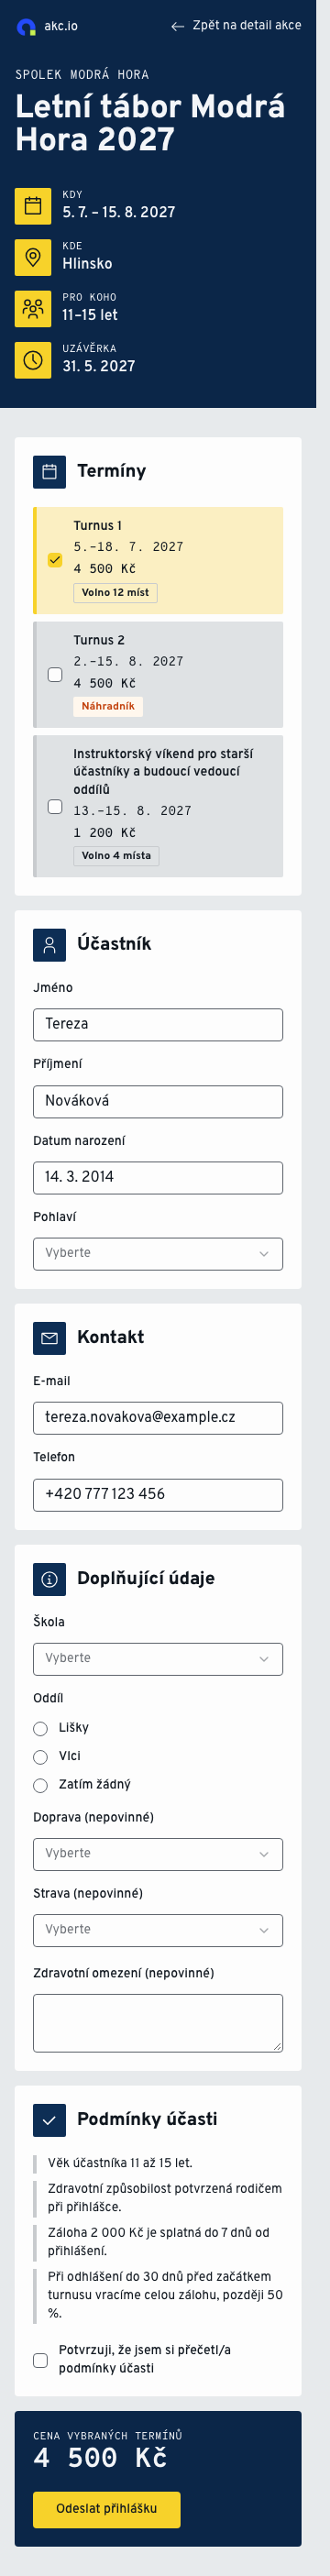 akc.io
Zpět na detail akce
SPOLEK MODRÁ HORA
Letní tábor Modrá
Hora 2027
KDY
5. 7. – 15. 8. 2027
KDE
Hlinsko
PRO KOHO
11–15 let
UZÁVĚRKA
31. 5. 2027
Termíny
Turnus 1
5.–18. 7. 2027
4 500 Kč
Volno 12 míst
Turnus 2
2.–15. 8. 2027
4 500 Kč
Náhradník
Instruktorský víkend pro starší
účastníky a budoucí vedoucí
oddílů
13.–15. 8. 2027
1 200 Kč
Volno 4 místa
Účastník
Jméno
Tereza
Příjmení
Nováková
Datum narození
14. 3. 2014
Pohlaví
Vyberte
Kontakt
E-mail
tereza.novakova@example.cz
Telefon
+420 777 123 456
Doplňující údaje
Škola
Vyberte
Oddíl
Lišky
Vlci
Zatím žádný
Doprava (nepovinné)
Vyberte
Strava (nepovinné)
Vyberte
Zdravotní omezení (nepovinné)
Podmínky účasti
Věk účastníka 11 až 15 let.
Zdravotní způsobilost potvrzená rodičem
při přihlášce.
Záloha 2 000 Kč je splatná do 7 dnů od
přihlášení.
Při odhlášení do 30 dnů před začátkem
turnusu vracíme celou zálohu, později 50
%.
Potvrzuji, že jsem si přečetl/a
podmínky účasti
CENA VYBRANÝCH TERMÍNŮ
4 500 Kč
Odeslat přihlášku